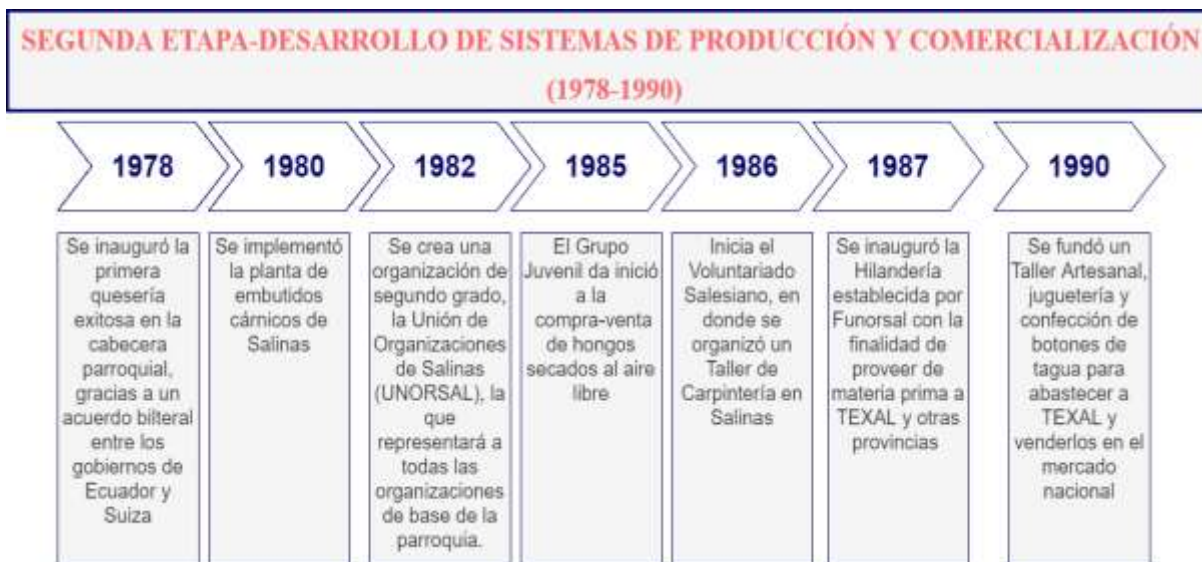 SEGUNDA ETAPA-DESARROLLO DE SISTEMAS DE PRODUCCIÓN Y COMERCIALIZACIÓN
(1978-1990)
1978
Se inauguró la
primera
quesería
exitosa en la
cabecera
parroquial,
gracias a un
acuerdo bilteral
entre los
gobiernos de
Ecuador y
Suiza
1980
Se implementó
la planta de
embutidos
cárnicos de
Salinas
1982
Se crea una
organización de
segundo grado,
la Unión de
Organizaciones
de Salinas
(UNORSAL), la
que
representará a
todas las
organizaciones
de base de la
parroquia.
1985
El Grupo
Juvenil da inició
a la
compra-venta
de hongos
secados al aire
libre
1986
Inicia el
Voluntariado
Salesiano, en
donde se
organizó un
Taller de
Carpintería en
Salinas
1987
Se inauguró la
Hilandería
establecida por
Funorsal con la
finalidad de
proveer de
materia prima a
TEXAL y otras
provincias
1990
Se fundó un
Taller Artesanal,
juguetería y
confección de
botones de
tagua para
abastecer a
TEXAL y
venderlos en el
mercado
nacional